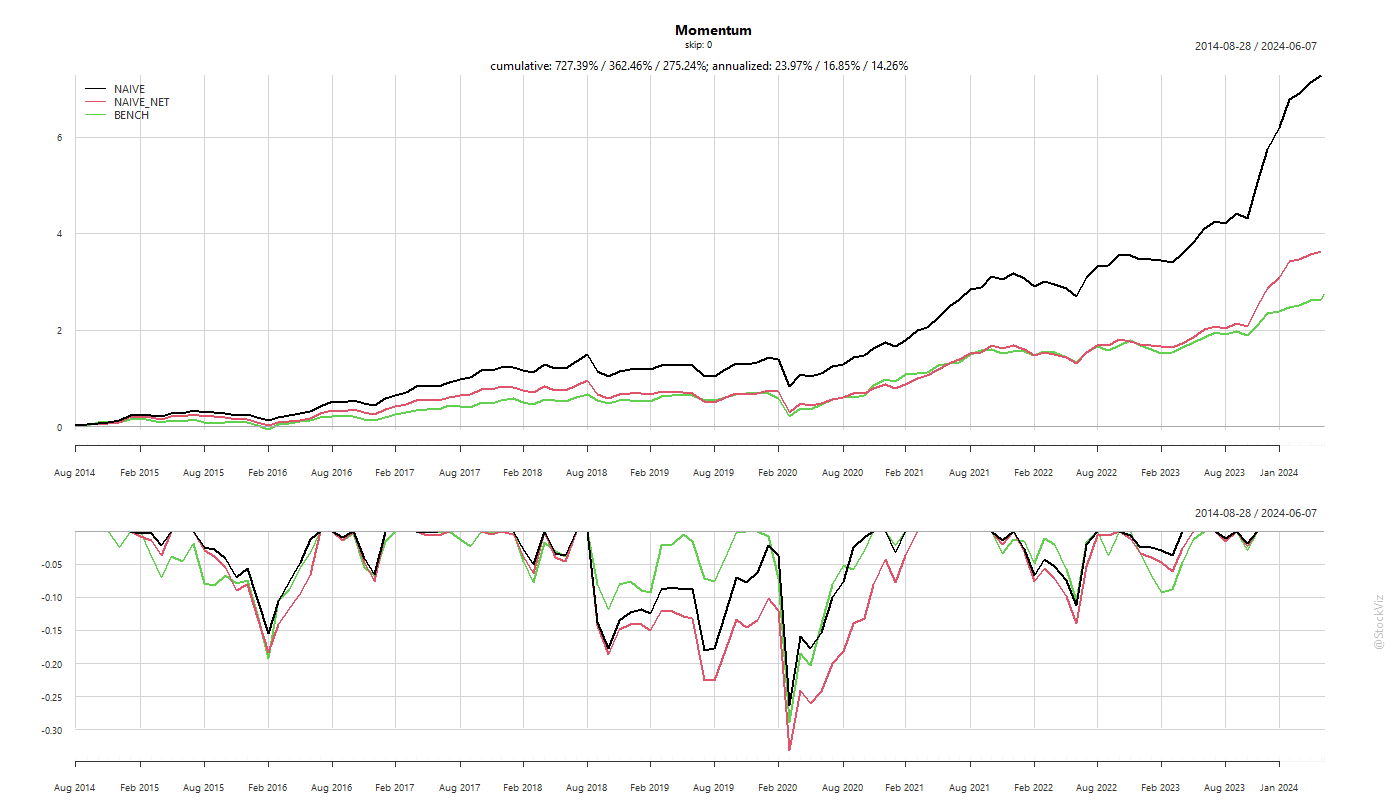 Momentum
skip: 0
2014-08-28 / 2024-06-07
cumulative: 727.39% / 362.46% / 275.24%; annualized: 23.97% / 16.85% / 14.26%
NAIVE
NAIVE_NET
BENCH
6
4
2
0
Aug 2014 Feb 2015 Aug 2015 Feb 2016 Aug 2016 Feb 2017 Aug 2017 Feb 2018 Aug 2018 Feb 2019 Aug 2019 Feb 2020 Aug 2020 Feb 2021 Aug 2021 Feb 2022 Aug 2022 Feb 2023 Aug 2023 Jan 2024
2014-08-28 / 2024-06-07
-0.05
-0.10
-0.15
-0.20
-0.25
-0.30
Aug 2014 Feb 2015 Aug 2015 Feb 2016 Aug 2016 Feb 2017 Aug 2017 Feb 2018 Aug 2018 Feb 2019 Aug 2019 Feb 2020 Aug 2020 Feb 2021 Aug 2021 Feb 2022 Aug 2022 Feb 2023 Aug 2023 Jan 2024
@StockViz